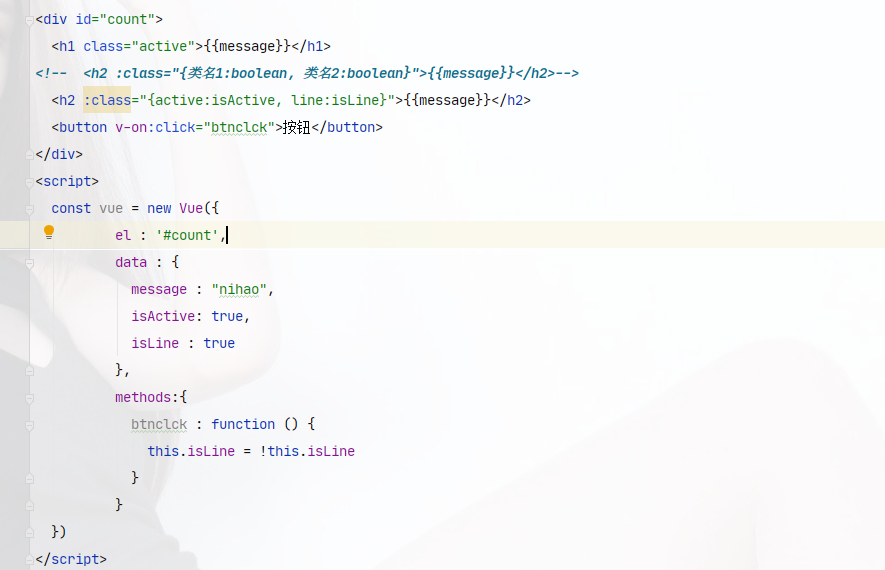 <div id="count">
<h1 class="active">{{message}}</h1>
<!--  <h2 :class="{类名1:boolean, 类名2:boolean}">{{message}}</h2>-->
<h2 :class="{active:isActive, line:isLine}">{{message}}</h2>
<button v-on:click="btnclck">按钮</button>
</div>
<script>
const vue = new Vue({
el : '#count',
data : {
message : "nihao",
isActive: true,
isLine : true
},
methods:{
btnclck : function () {
this.isLine = !this.isLine
}
}
})
</script>